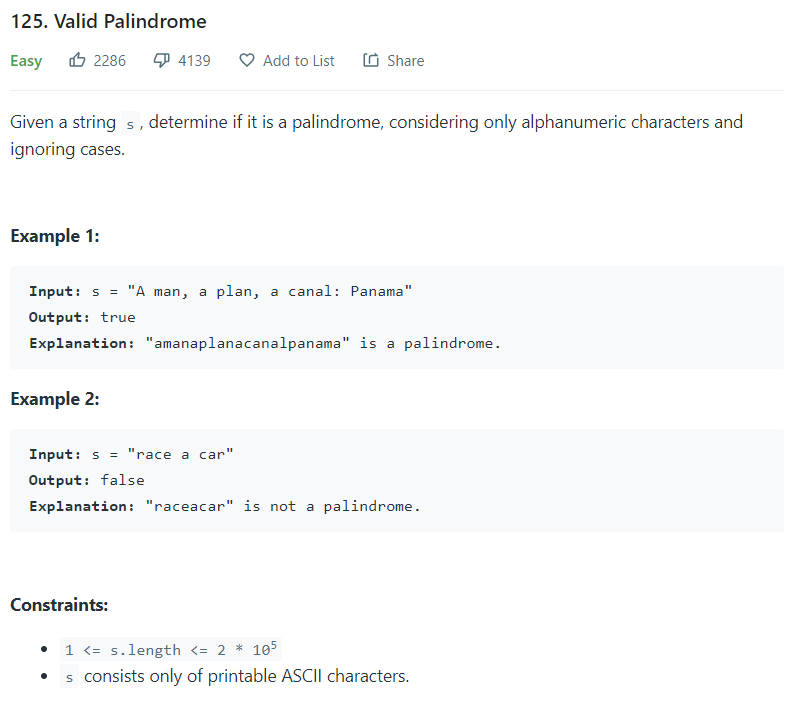 125. Valid Palindrome
Easy 2286 4139 Add to List Share
Given a string s , determine if it is a palindrome, considering only alphanumeric characters and
ignoring cases.
Example 1:
Input: s = "A man, a plan, a canal: Panama"
Output: true
Explanation: "amanaplanacanalpanama" is a palindrome.
Example 2:
Input: s = "race a car"
Output: false
Explanation: "raceacar" is not a palindrome.
Constraints:
• 1 <= s.length <= 2 * 10⁵
• s consists only of printable ASCII characters.